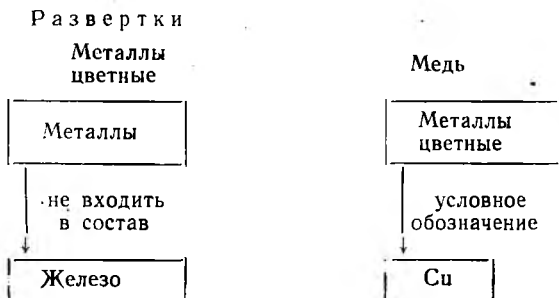 Развертки
Металлы
цветные
Металлы
не входить
в состав
Железо
Медь
Металлы
цветные
условное
обозначение
Cu